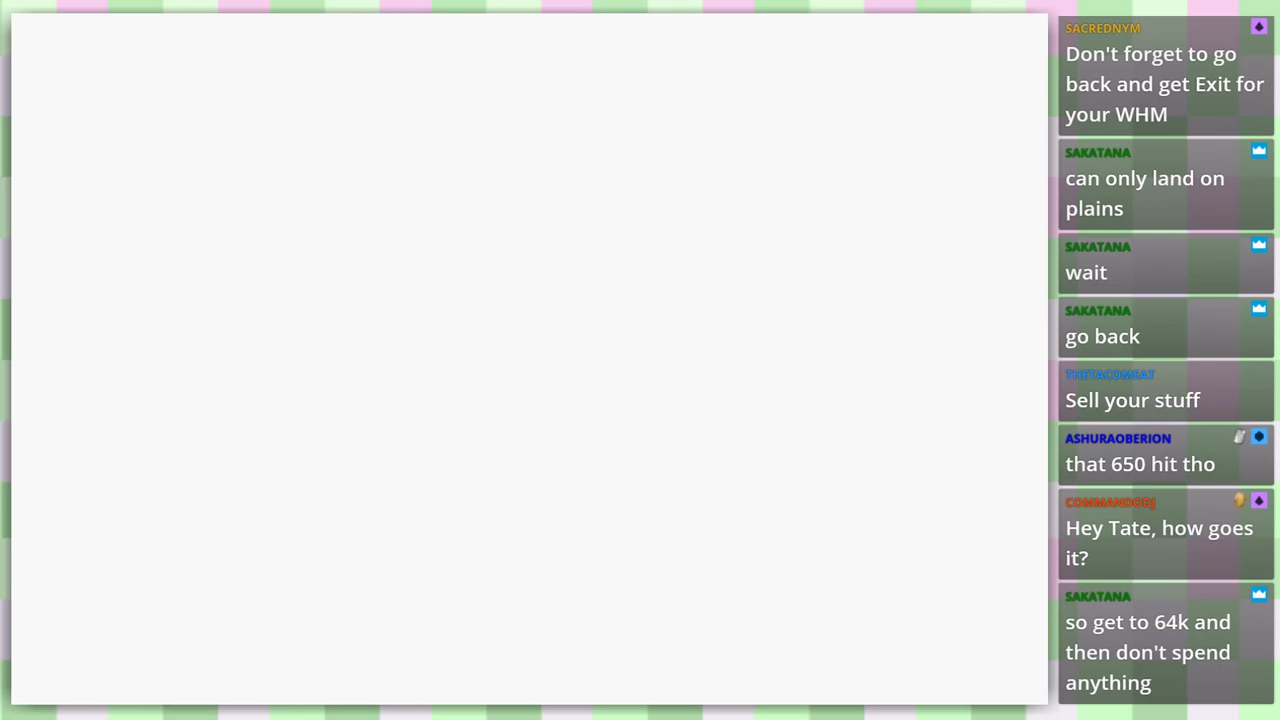 SACREDNYM
Don't forget to go
back and get Exit for
your WHM
SAKATANA
can only land on
plains
SAKATANA
wait
SAKATANA
go back
THETACOMEAT
Sell your stuff
ASHURAOBERION
that 650 hit tho
COMMANDODJ
Hey Tate, how goes
it?
SAKATANA
so get to 64k and
then don't spend
anything